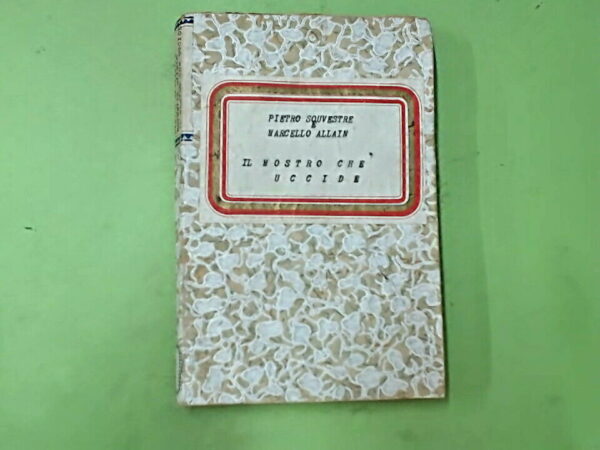 PIETRO SOUVESTRE
E
MARCELLO ALLAIN
IL MOSTRO CHE
UCCIDE